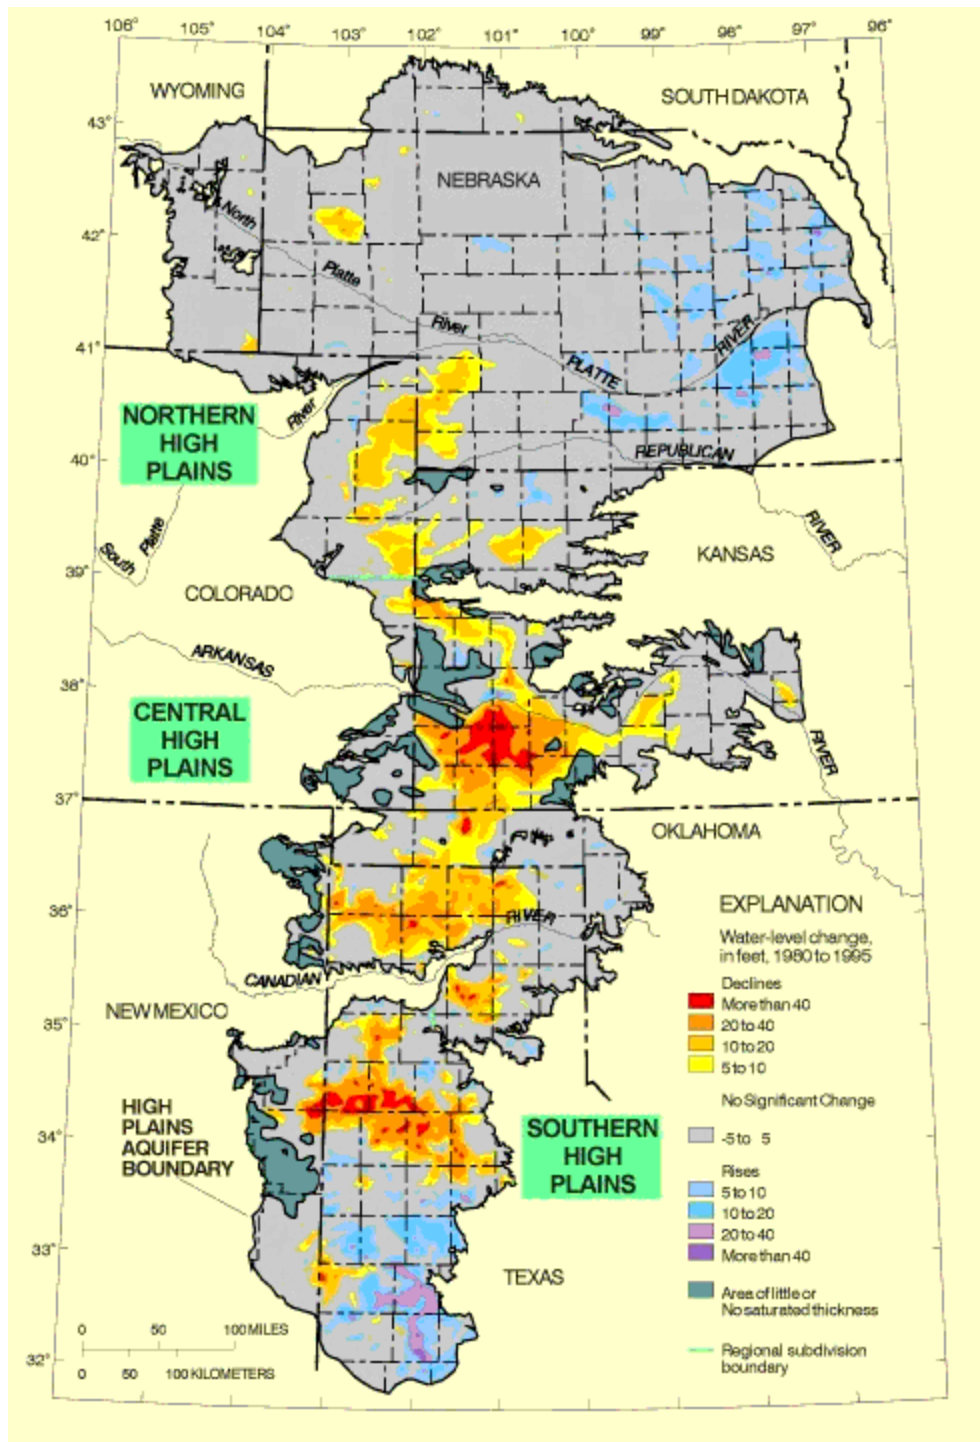 106° 105° 104° 103° 102° 101° 100° 99° 98° 97° 96°
WYOMING
SOUTH DAKOTA
43°
NEBRASKA
North
42°
Platte
River
RIVER
41°
PLATTE
NORTHERN
HIGH
PLAINS
River
REPUBLICAN
40°
South Platte
RIVER
KANSAS
39°
COLORADO
ARKANSAS
38°
CENTRAL
HIGH
PLAINS
RIVER
37°
OKLAHOMA
36°
RIVER
CANADIAN
EXPLANATION
Water-level change,
in feet, 1980 to 1995
Declines
More than 40
20 to 40
10 to 20
5 to 10
No Significant Change
-5 to 5
Rises
5 to 10
10 to 20
20 to 40
More than 40
Area of little or
No saturated thickness
Regional subdivision
boundary
NEW MEXICO
35°
HIGH
PLAINS
AQUIFER
BOUNDARY
34°
SOUTHERN
HIGH
PLAINS
33°
TEXAS
0 50 100 MILES
32°
0 50 100 KILOMETERS